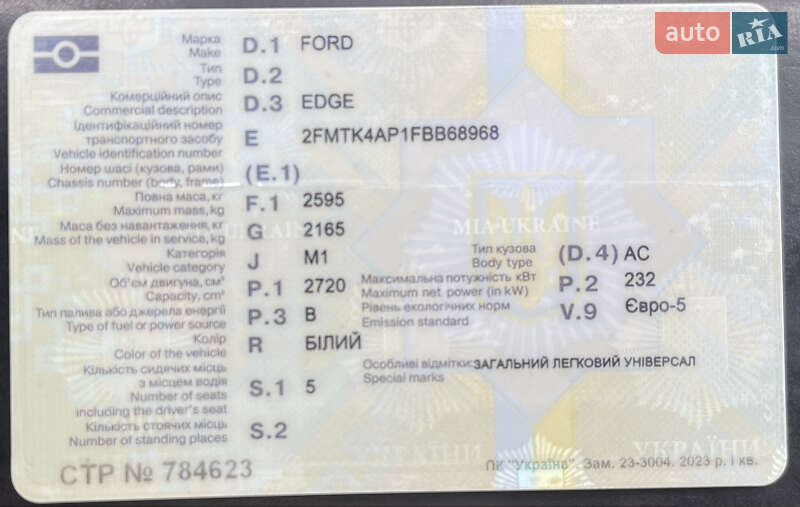 auto RIA
.com
Марка
Make D.1 FORD
Тип
Type D.2
Комерційний опис
Commercial description D.3 EDGE
Ідентифікаційний номер
транспортного засобу
Vehicle identification number E 2FMTK4AP1FBB68968
Номер шасі (кузова, рами)
Chassis number (body, frame) (E.1)
Повна маса, кг
Maximum mass, kg F.1 2595
Маса без навантаження, кг
Mass of the vehicle in service, kg G 2165
MIA UKRAINE
Категорія
Vehicle category J M1
Тип кузова
Body type (D.4) AC
Об'єм двигуна, см³
Capacity, cm³ P.1 2720
Максимальна потужність кВт
Maximum net power (in kW) P.2 232
Тип палива або джерела енергії
Type of fuel or power source P.3 B
Рівень екологічних норм
Emission standard V.9 Євро-5
Колір
Color of the vehicle R БІЛИЙ
Особливі відмітки: ЗАГАЛЬНИЙ ЛЕГКОВИЙ УНІВЕРСАЛ
Special marks
Кількість сидячих місць
з місцем водія
Number of seats
including the driver's seat S.1 5
Кількість стоячих місць
Number of standing places S.2
УКРАЇНИ
СТР № 784623
ПК "Україна". Зам. 23-3004. 2023 р. І кв.